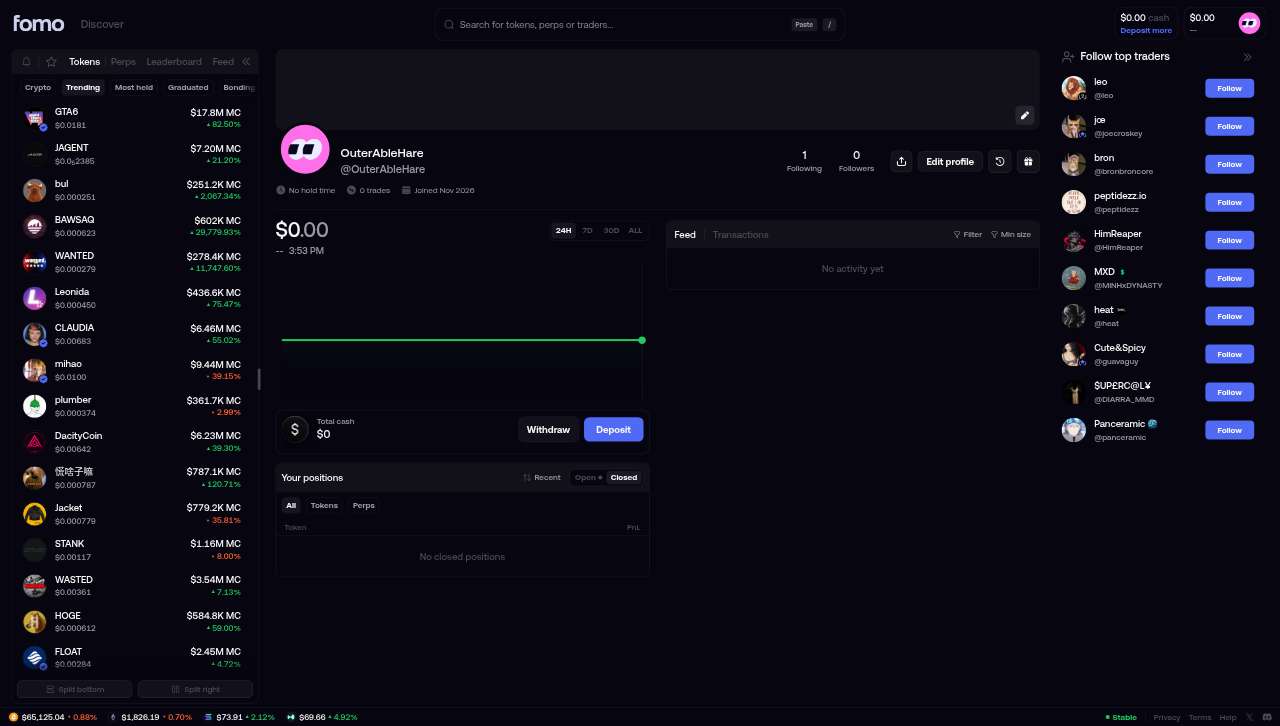 fomo
Discover
Search for tokens, perps or traders...
Paste
/
$0.00 cash
Deposit more
$0.00
—
Tokens
Perps
Leaderboard
Feed
Crypto
Trending
Most held
Graduated
Bonding
GTA6 $17.8M MC
$0.0181 82.50%
JAGENT $7.20M MC
$0.0₅2385 21.20%
bul $251.2K MC
$0.000251 2,067.34%
BAWSAQ $602K MC
$0.000623 29,779.93%
WANTED $278.4K MC
$0.000279 11,747.60%
Leonida $436.6K MC
$0.000450 75.47%
CLAUDIA $6.46M MC
$0.00683 55.02%
mihao $9.44M MC
$0.0100 39.15%
plumber $361.7K MC
$0.000374 2.99%
DacityCoin $6.23M MC
$0.00642 39.30%
慌啥子嘛 $787.1K MC
$0.000787 120.71%
Jacket $779.2K MC
$0.000779 35.81%
STANK $1.16M MC
$0.00117 8.00%
WASTED $3.54M MC
$0.00361 7.13%
HOGE $584.8K MC
$0.000612 59.00%
FLOAT $2.45M MC
$0.00284 4.72%
Split bottom
Split right
OuterAbleHare
@OuterAbleHare
1
Following
0
Followers
Edit profile
No hold time
0 trades
Joined Nov 2026
$0.00
-- 3:53 PM
24H
7D
30D
ALL
Total cash
$
$0
Withdraw
Deposit
Your positions
Recent
Open
Closed
All
Tokens
Perps
Token
PnL
No closed positions
Feed
Transactions
Filter
Min size
No activity yet
Follow top traders
leo
@leo
Follow
joe
@joecroskey
Follow
bron
@bronbroncore
Follow
peptidezz.io
@peptidezz
Follow
HimReaper
@HimReaper
Follow
MXD
@MINHxDYNASTY
Follow
heat
@heat
Follow
Cute&Spicy
@guavaguy
Follow
$UP£RC@L¥
@DIARRA_MMD
Follow
Panceramic
@panceramic
Follow
$65,125.04 0.88%
$1,826.19 0.70%
$73.91 2.12%
$69.66 4.92%
Stable
Privacy
Terms
Help